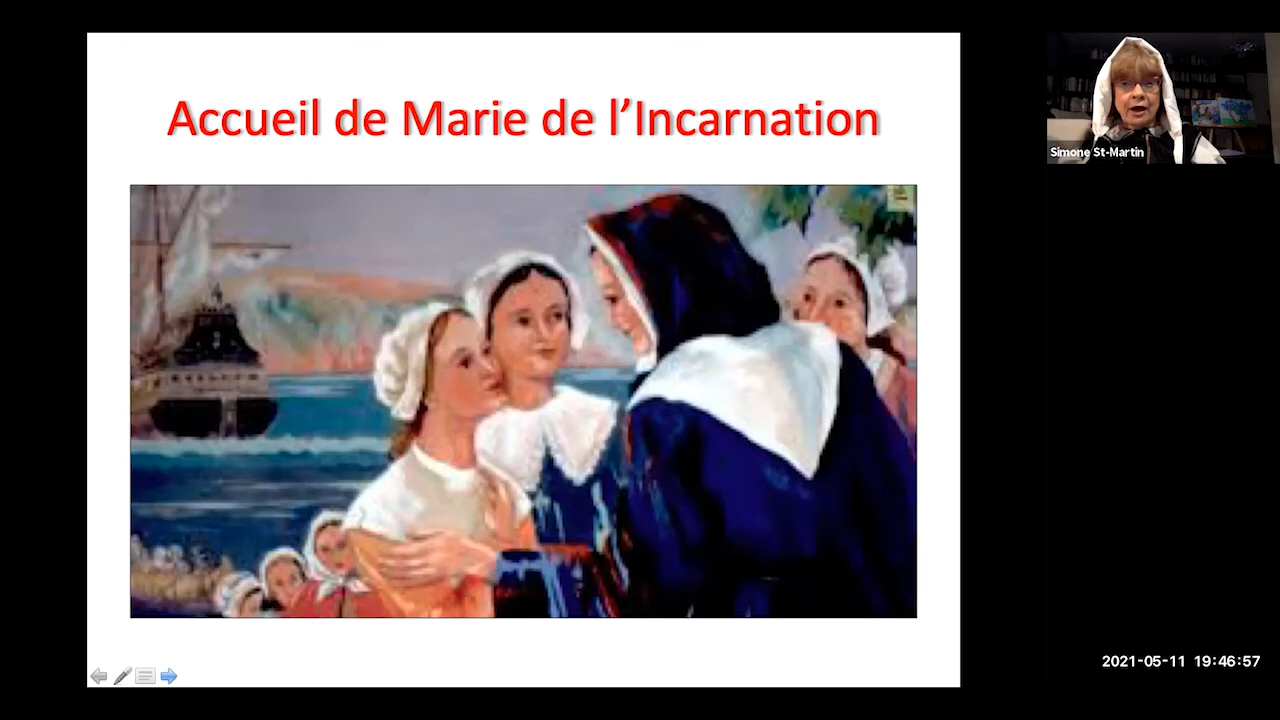 Accueil de Marie de l’Incarnation
Simone St-Martin
2021-05-11 19:46:57